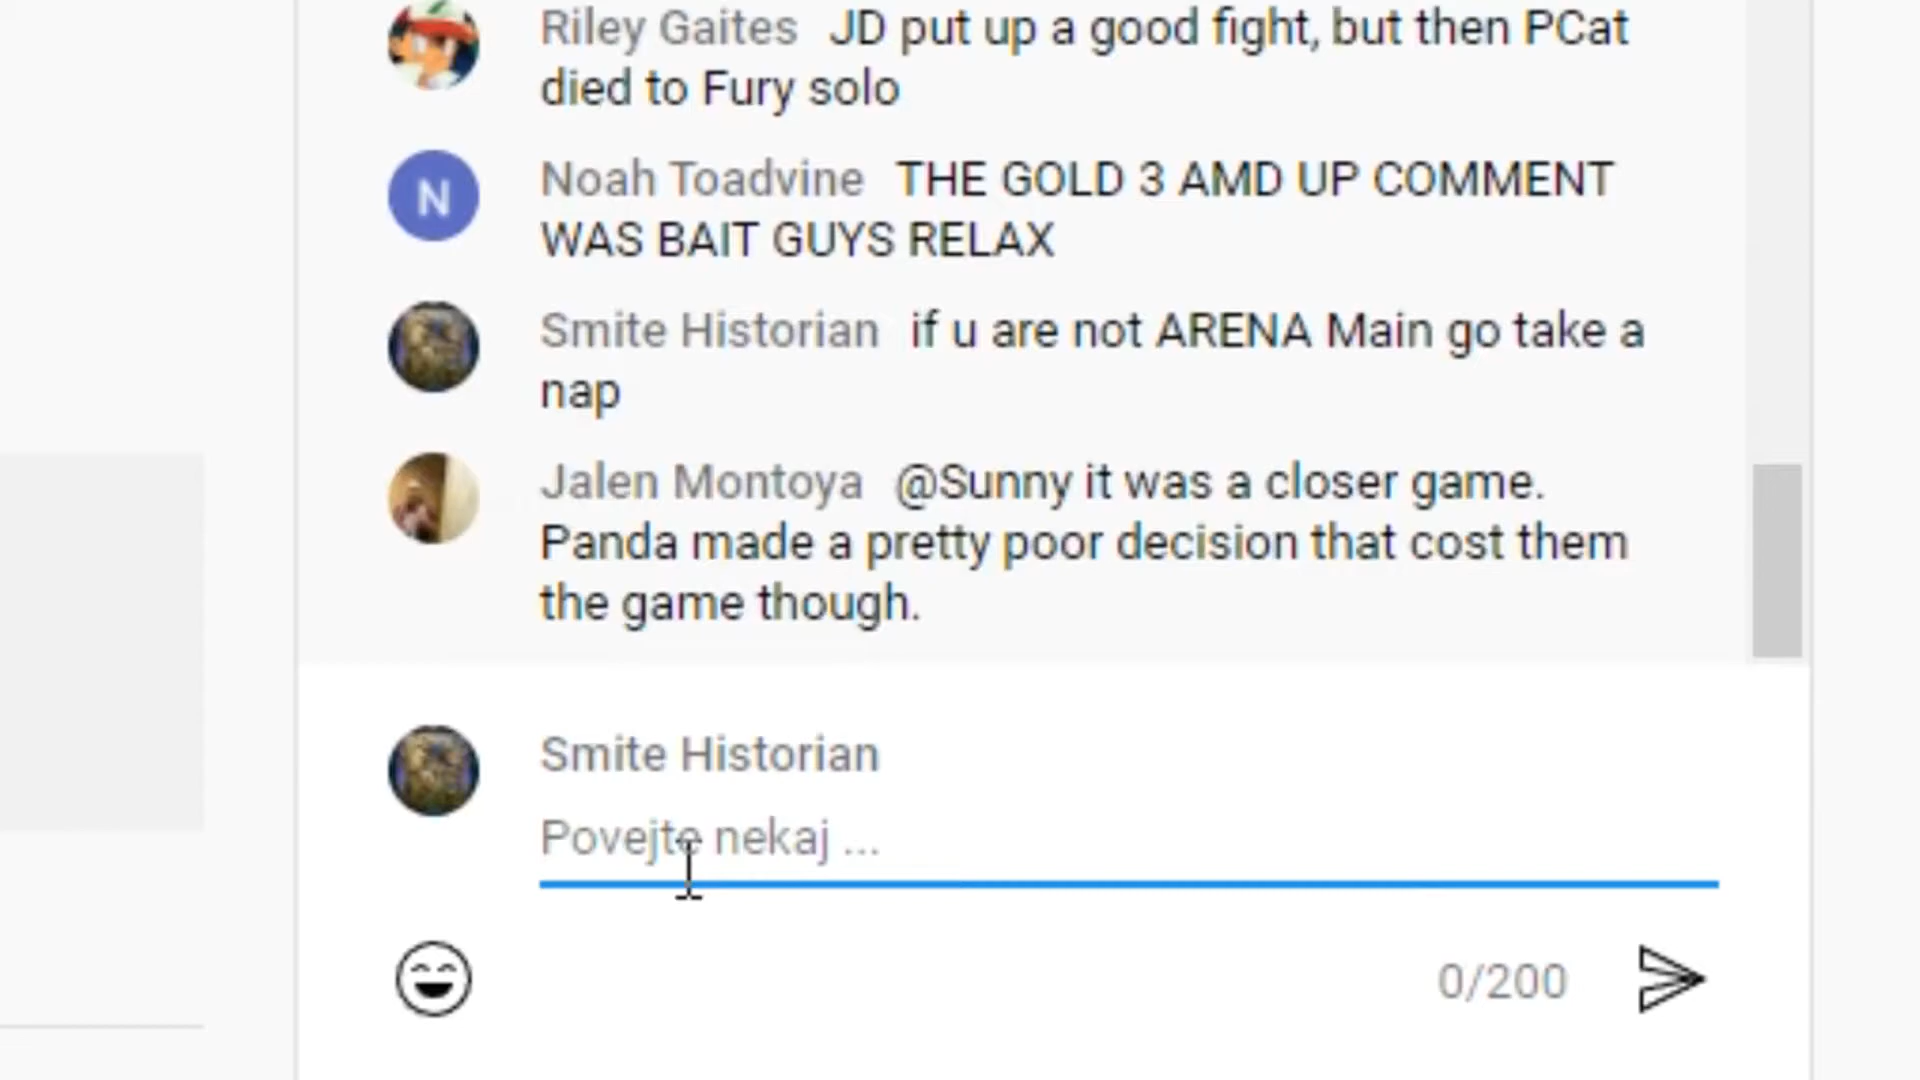 Riley Gaites JD put up a good fight, but then PCat
died to Fury solo
N
Noah Toadvine THE GOLD 3 AMD UP COMMENT
WAS BAIT GUYS RELAX
Smite Historian if u are not ARENA Main go take a
nap
Jalen Montoya @Sunny it was a closer game.
Panda made a pretty poor decision that cost them
the game though.
Smite Historian
Povejte nekaj ...
0/200